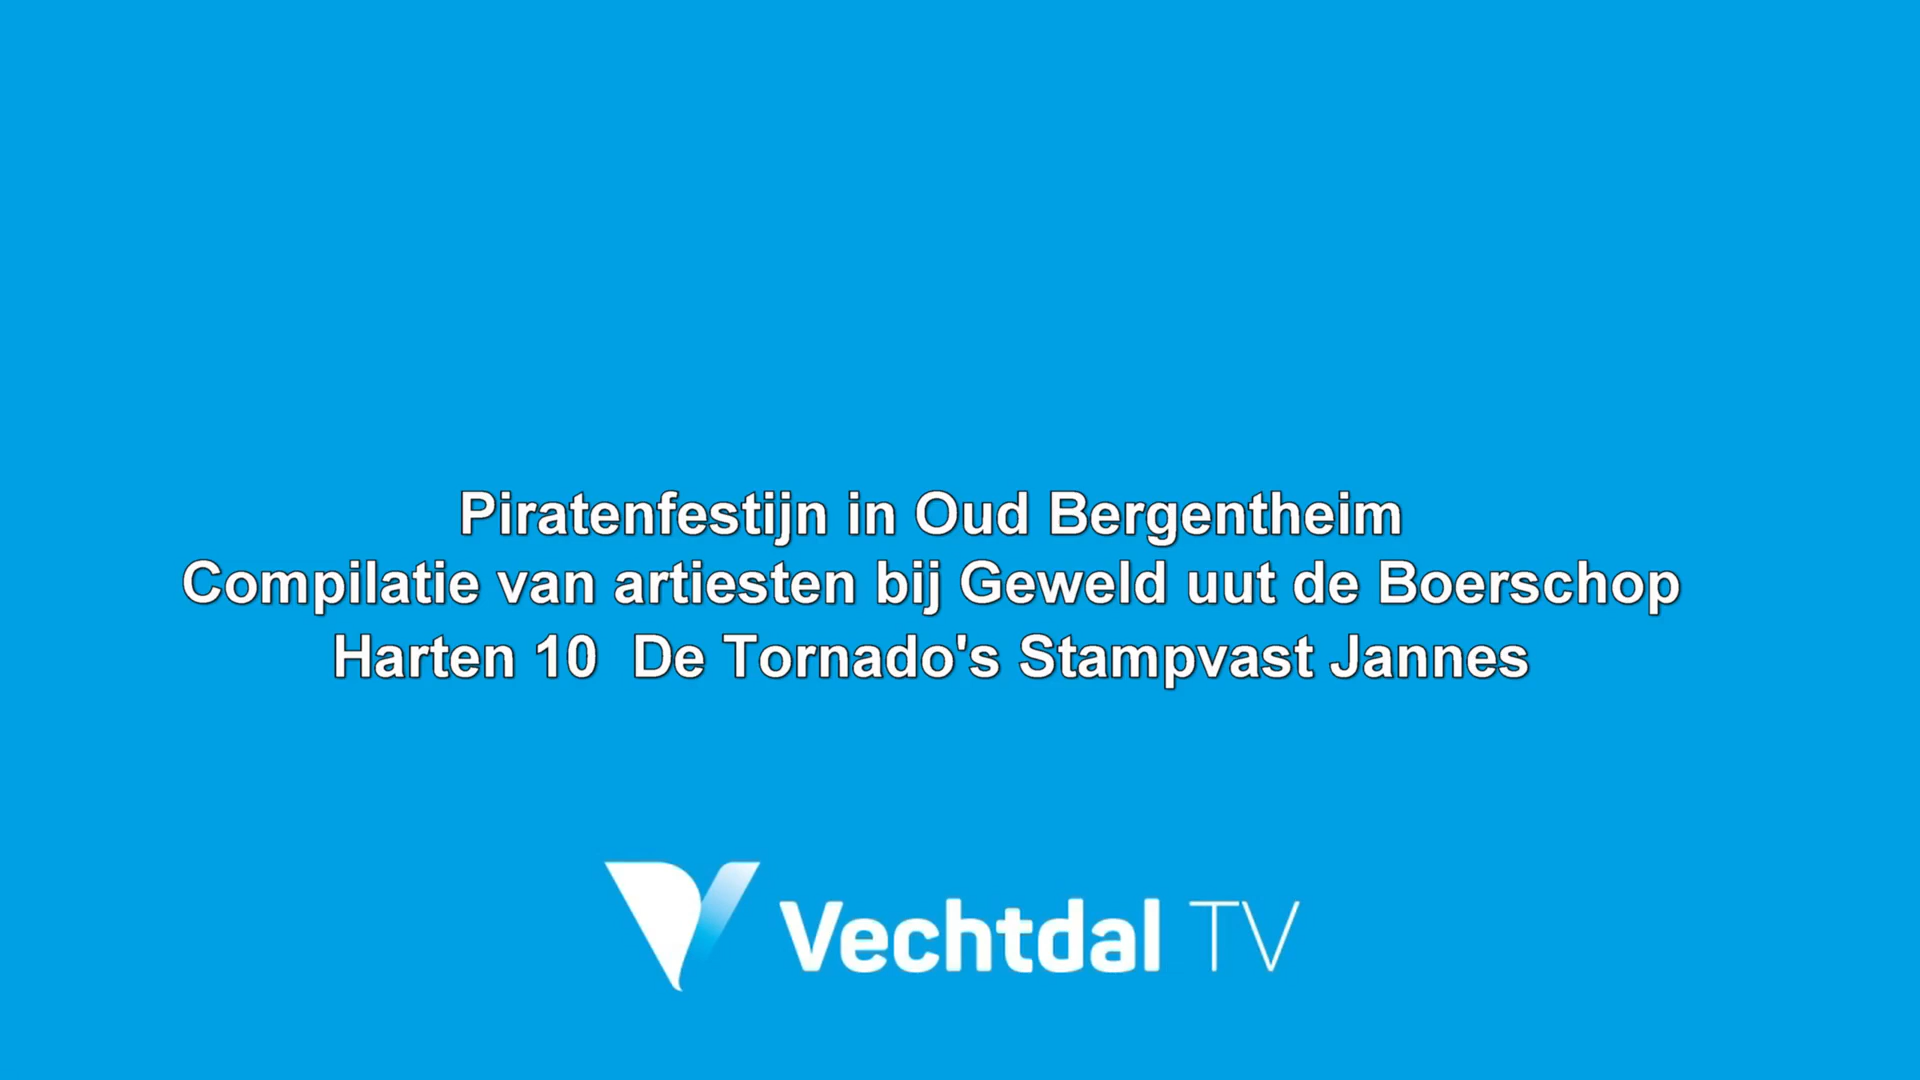 Piratenfestijn in Oud Bergentheim
Compilatie van artiesten bij Geweld uut de Boerschop
Harten 10  De Tornado's Stampvast Jannes
Vechtdal TV